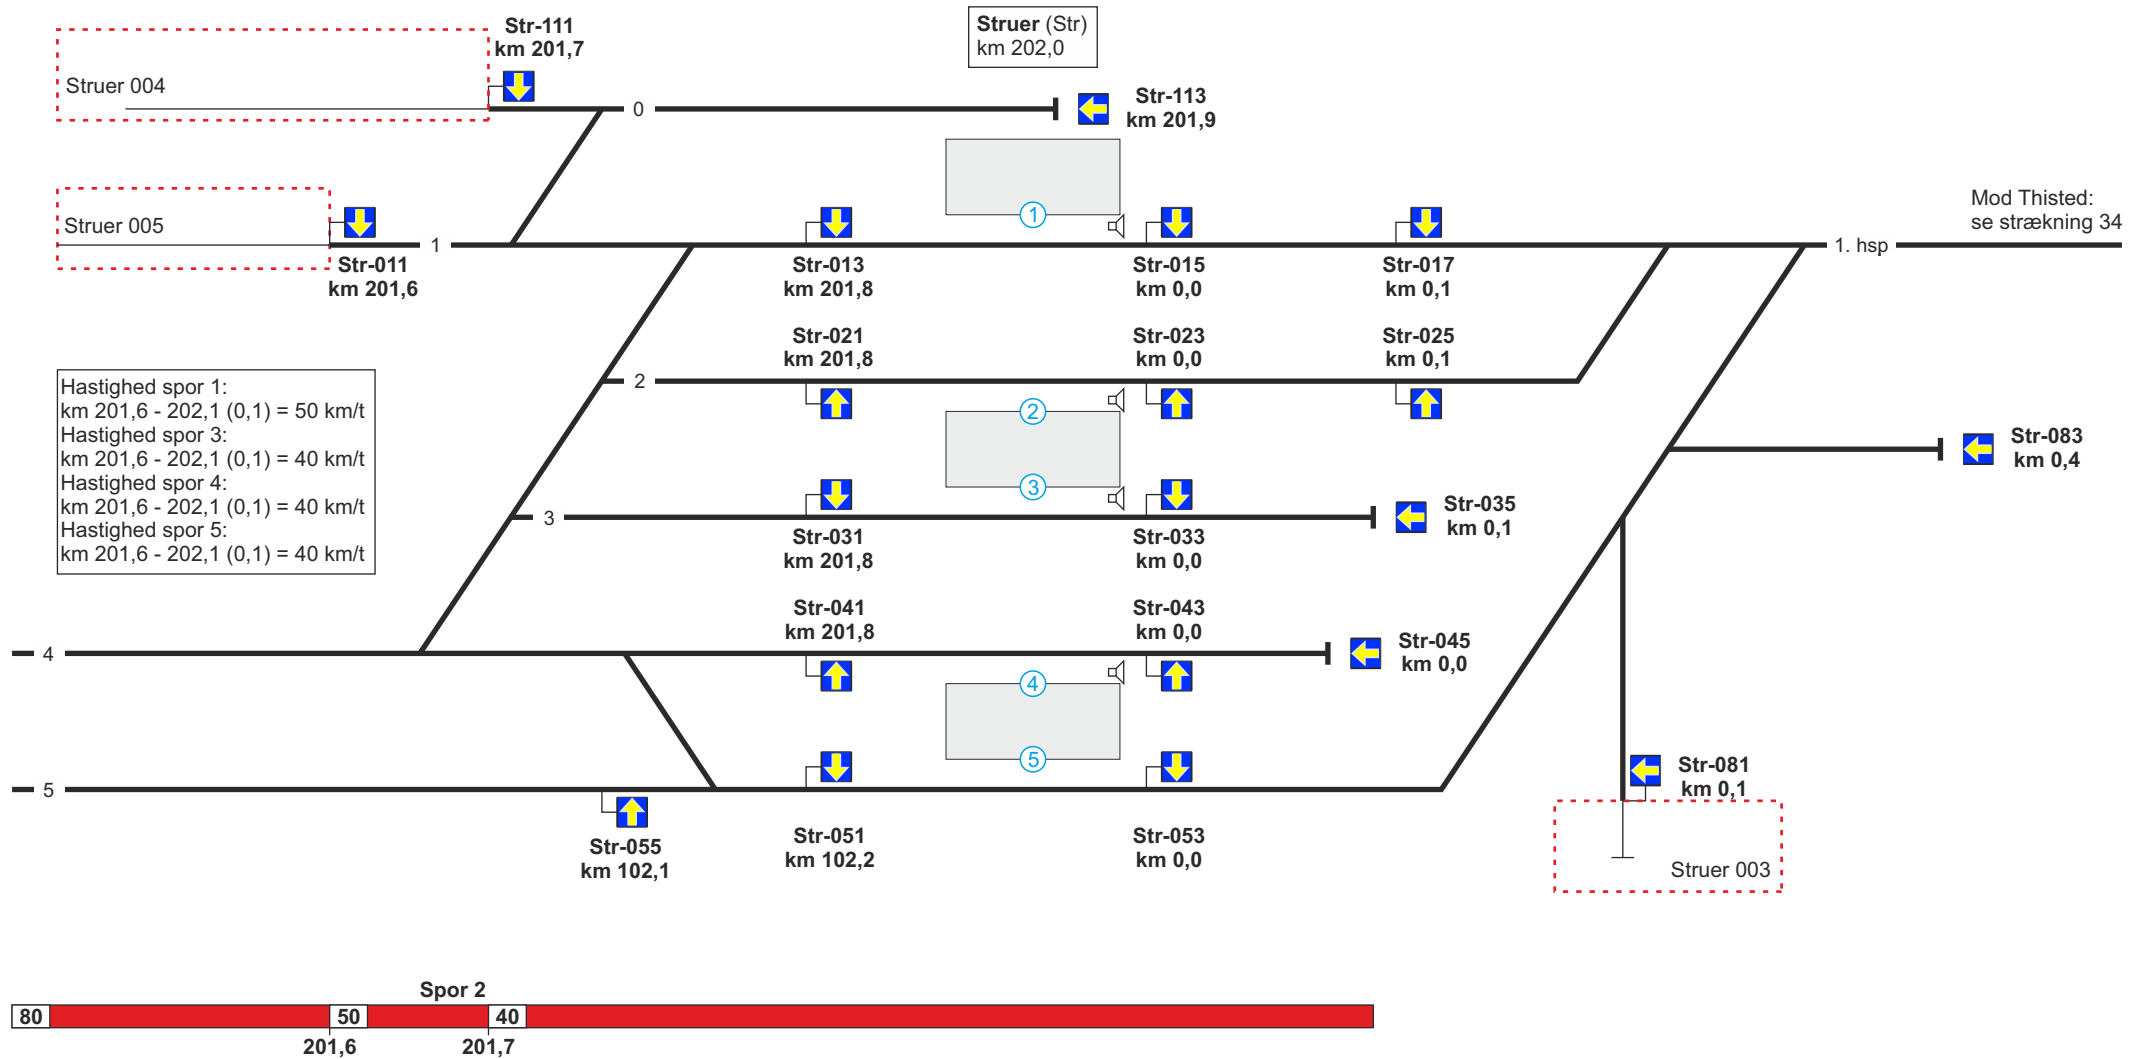 Str-111
km 201,7
Struer (Str)
km 202,0
Struer 004
0
Str-113
km 201,9
Struer 005
1
1
Str-011
km 201,6
Str-013
km 201,8
Str-015
km 0,0
Str-017
km 0,1
1. hsp
Mod Thisted:
se strækning 34
Str-021
km 201,8
Str-023
km 0,0
Str-025
km 0,1
2
2
Hastighed spor 1:
km 201,6 - 202,1 (0,1) = 50 km/t
Hastighed spor 3:
km 201,6 - 202,1 (0,1) = 40 km/t
Hastighed spor 4:
km 201,6 - 202,1 (0,1) = 40 km/t
Hastighed spor 5:
km 201,6 - 202,1 (0,1) = 40 km/t
Str-083
km 0,4
3
3
Str-031
km 201,8
Str-033
km 0,0
Str-035
km 0,1
Str-041
km 201,8
Str-043
km 0,0
Str-045
km 0,0
4
4
5
5
Str-055
km 102,1
Str-051
km 102,2
Str-053
km 0,0
Str-081
km 0,1
Struer 003
Spor 2
80
50
40
201,6
201,7